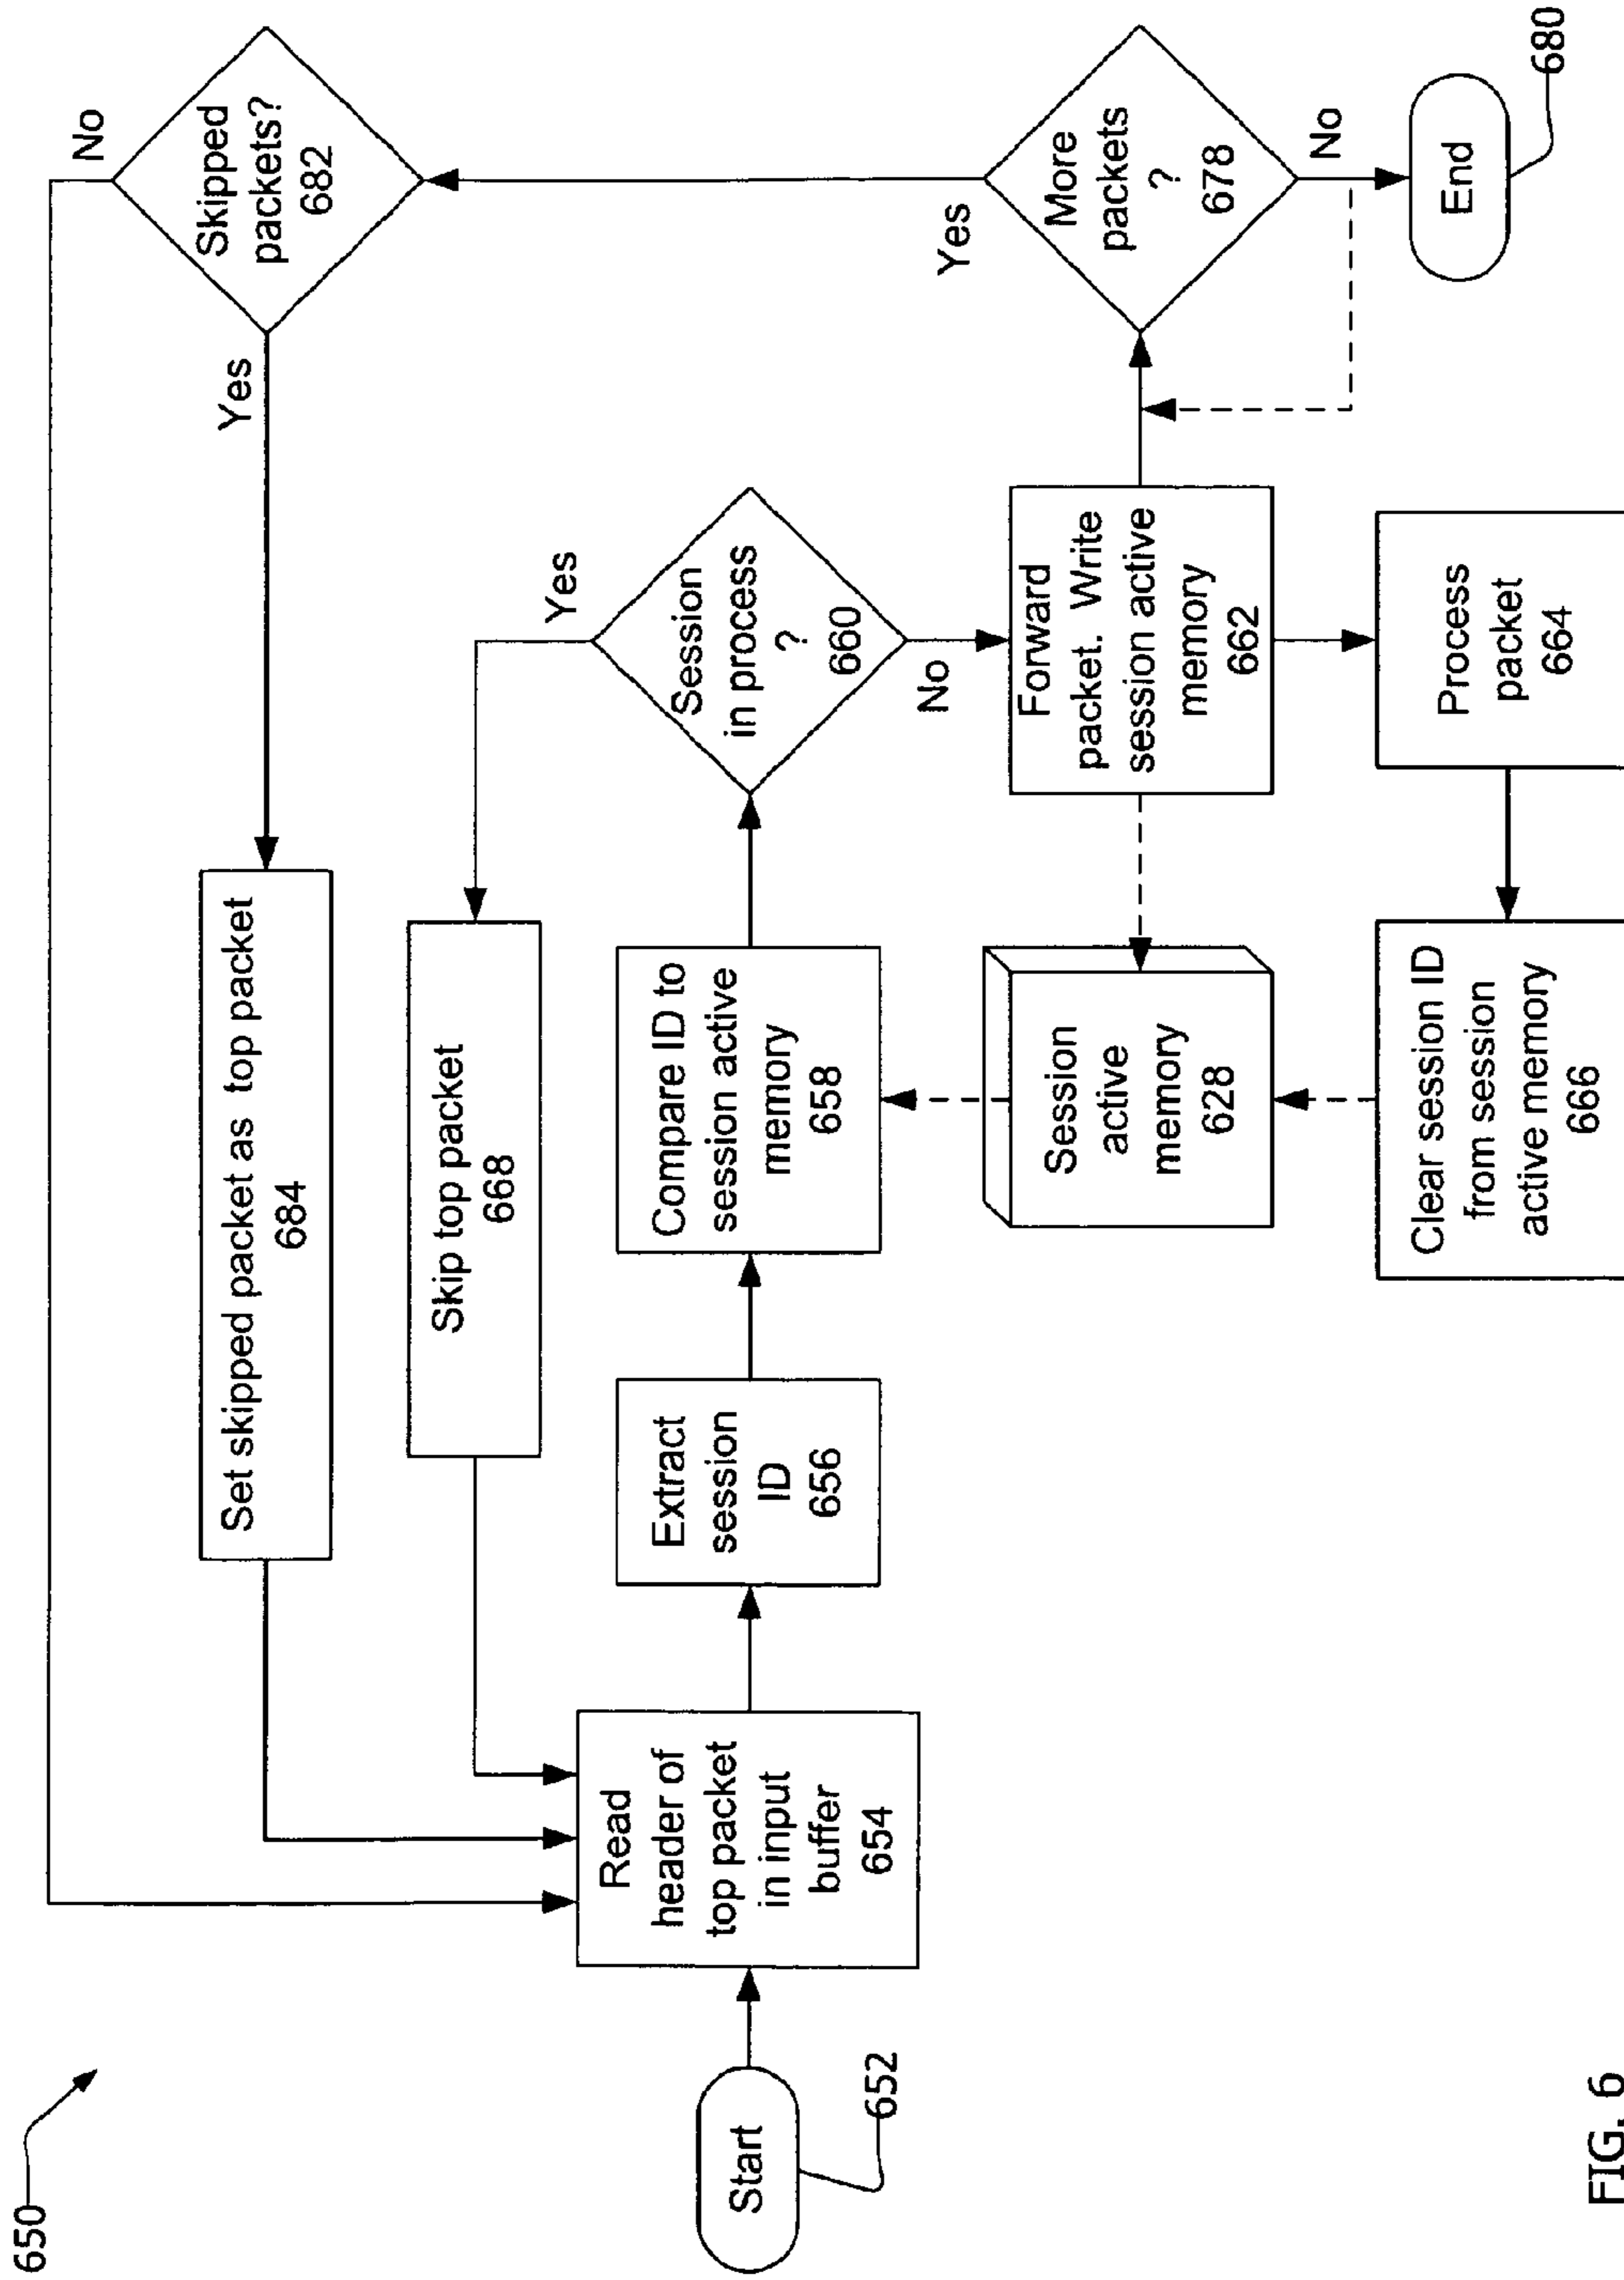 650
No
Skipped
packets?
682
Yes
Set skipped packet as top packet
684
Yes
Skip top packet
668
Start
652
Read
header of
top packet
in input
buffer
654
Extract
session
ID
656
Compare ID to
session active
memory
658
Session
in process
?
660
No
Session
active
memory
628
Forward
packet. Write
session active
memory
662
Yes
More
packets
?
678
No
Clear session ID
from session
active memory
666
Process
packet
664
End
680
FIG. 6